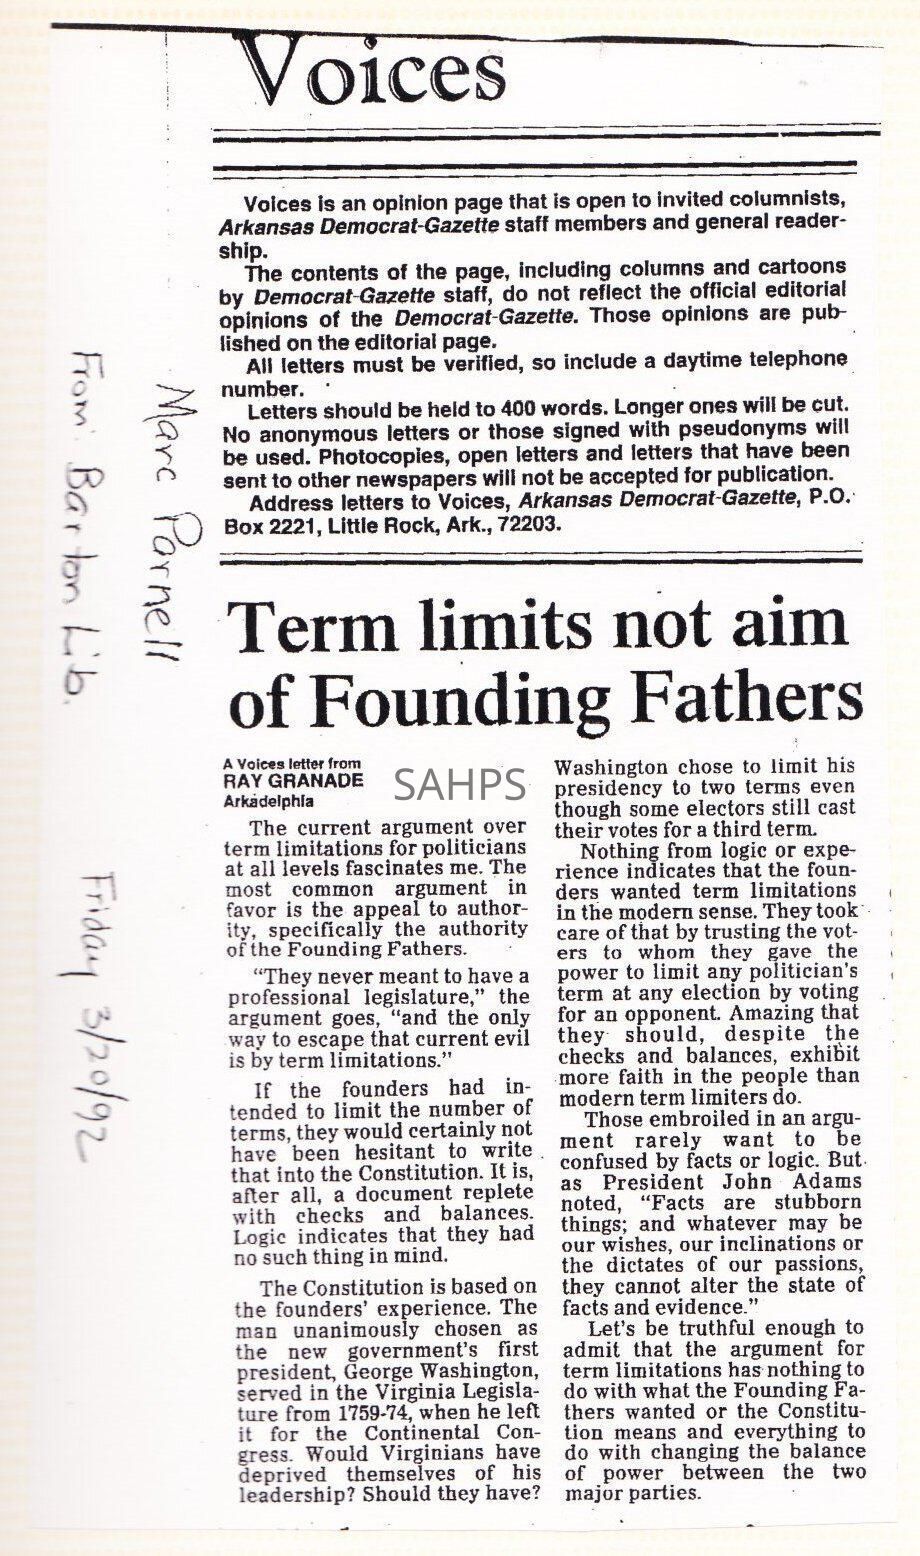 Voices
Voices is an opinion page that is open to invited columnists,
Arkansas Democrat-Gazette staff members and general reader-
ship.
The contents of the page, including columns and cartoons
by Democrat-Gazette staff, do not reflect the official editorial
opinions of the Democrat-Gazette. Those opinions are pub-
lished on the editorial page.
All letters must be verified, so include a daytime telephone
number.
Letters should be held to 400 words. Longer ones will be cut.
No anonymous letters or those signed with pseudonyms will
be used. Photocopies, open letters and letters that have been
sent to other newspapers will not be accepted for publication.
Address letters to Voices, Arkansas Democrat-Gazette, P.O.
Box 2221, Little Rock, Ark., 72203.
Marc Parnell
From: Barton Lib.
Friday 3/20/92
Term limits not aim
of Founding Fathers
A Voices letter from
RAY GRANADE
Arkadelphia
SAHPS
The current argument over
term limitations for politicians
at all levels fascinates me. The
most common argument in
favor is the appeal to author-
ity, specifically the authority
of the Founding Fathers.
“They never meant to have a
professional legislature,” the
argument goes, “and the only
way to escape that current evil
is by term limitations.”
If the founders had in-
tended to limit the number of
terms, they would certainly not
have been hesitant to write
that into the Constitution. It is,
after all, a document replete
with checks and balances.
Logic indicates that they had
no such thing in mind.
The Constitution is based on
the founders’ experience. The
man unanimously chosen as
the new government’s first
president, George Washington,
served in the Virginia Legisla-
ture from 1759-74, when he left
it for the Continental Con-
gress. Would Virginians have
deprived themselves of his
leadership? Should they have?
Washington chose to limit his
presidency to two terms even
though some electors still cast
their votes for a third term.
Nothing from logic or expe-
rience indicates that the foun-
ders wanted term limitations
in the modern sense. They took
care of that by trusting the vot-
ers to whom they gave the
power to limit any politician’s
term at any election by voting
for an opponent. Amazing that
they should, despite the
checks and balances, exhibit
more faith in the people than
modern term limiters do.
Those embroiled in an argu-
ment rarely want to be
confused by facts or logic. But
as President John Adams
noted, “Facts are stubborn
things; and whatever may be
our wishes, our inclinations or
the dictates of our passions,
they cannot alter the state of
facts and evidence.”
Let’s be truthful enough to
admit that the argument for
term limitations has nothing to
do with what the Founding Fa-
thers wanted or the Constitu-
tion means and everything to
do with changing the balance
of power between the two
major parties.